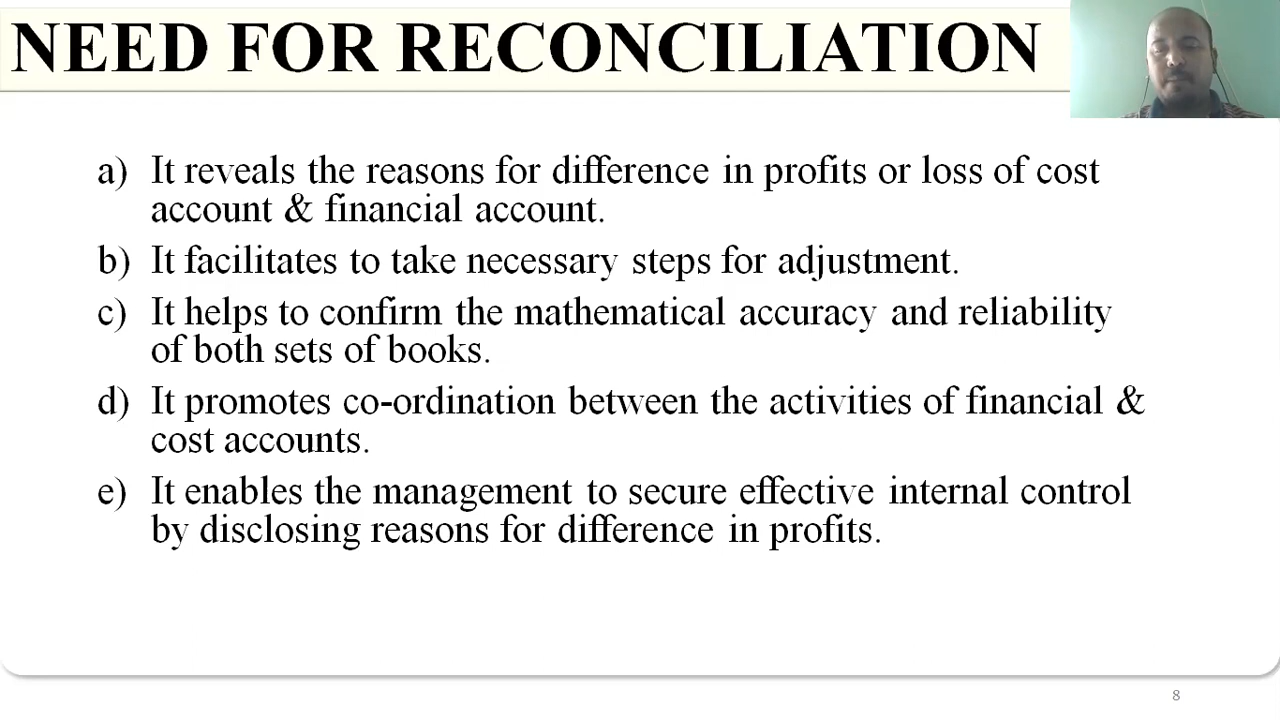 NEED FOR RECONCILIATION
a) It reveals the reasons for difference in profits or loss of cost
account & financial account.
b) It facilitates to take necessary steps for adjustment.
c) It helps to confirm the mathematical accuracy and reliability
of both sets of books.
d) It promotes co-ordination between the activities of financial &
cost accounts.
e) It enables the management to secure effective internal control
by disclosing reasons for difference in profits.
8